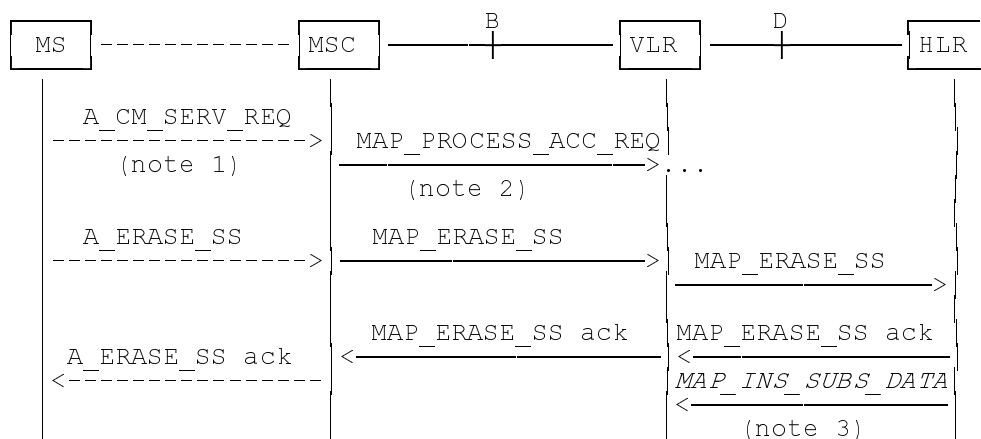 B D
MS MSC VLR HLR
A_CM_SERV_REQ
MAP_PROCESS_ACC_REQ
(note 1)
...
(note 2)
A_ERASE_SS MAP_ERASE_SS
MAP_ERASE_SS
MAP_ERASE_SS ack MAP_ERASE_SS ack
A_ERASE_SS ack
MAP_INS_SUBS_DATA
(note 3)